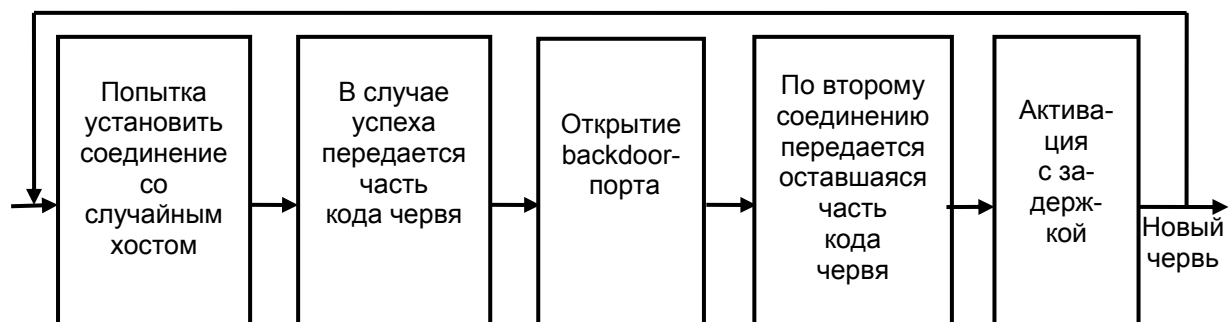 Попытка
установить
соединение
со
случайным
хостом
В случае
успеха
передается
часть
кода червя
Открытие
backdoor-
порта
По второму
соединению
передается
оставшаяся
часть
кода
червя
Актива-
ция
с за-
держ-
кой
Новый
червь